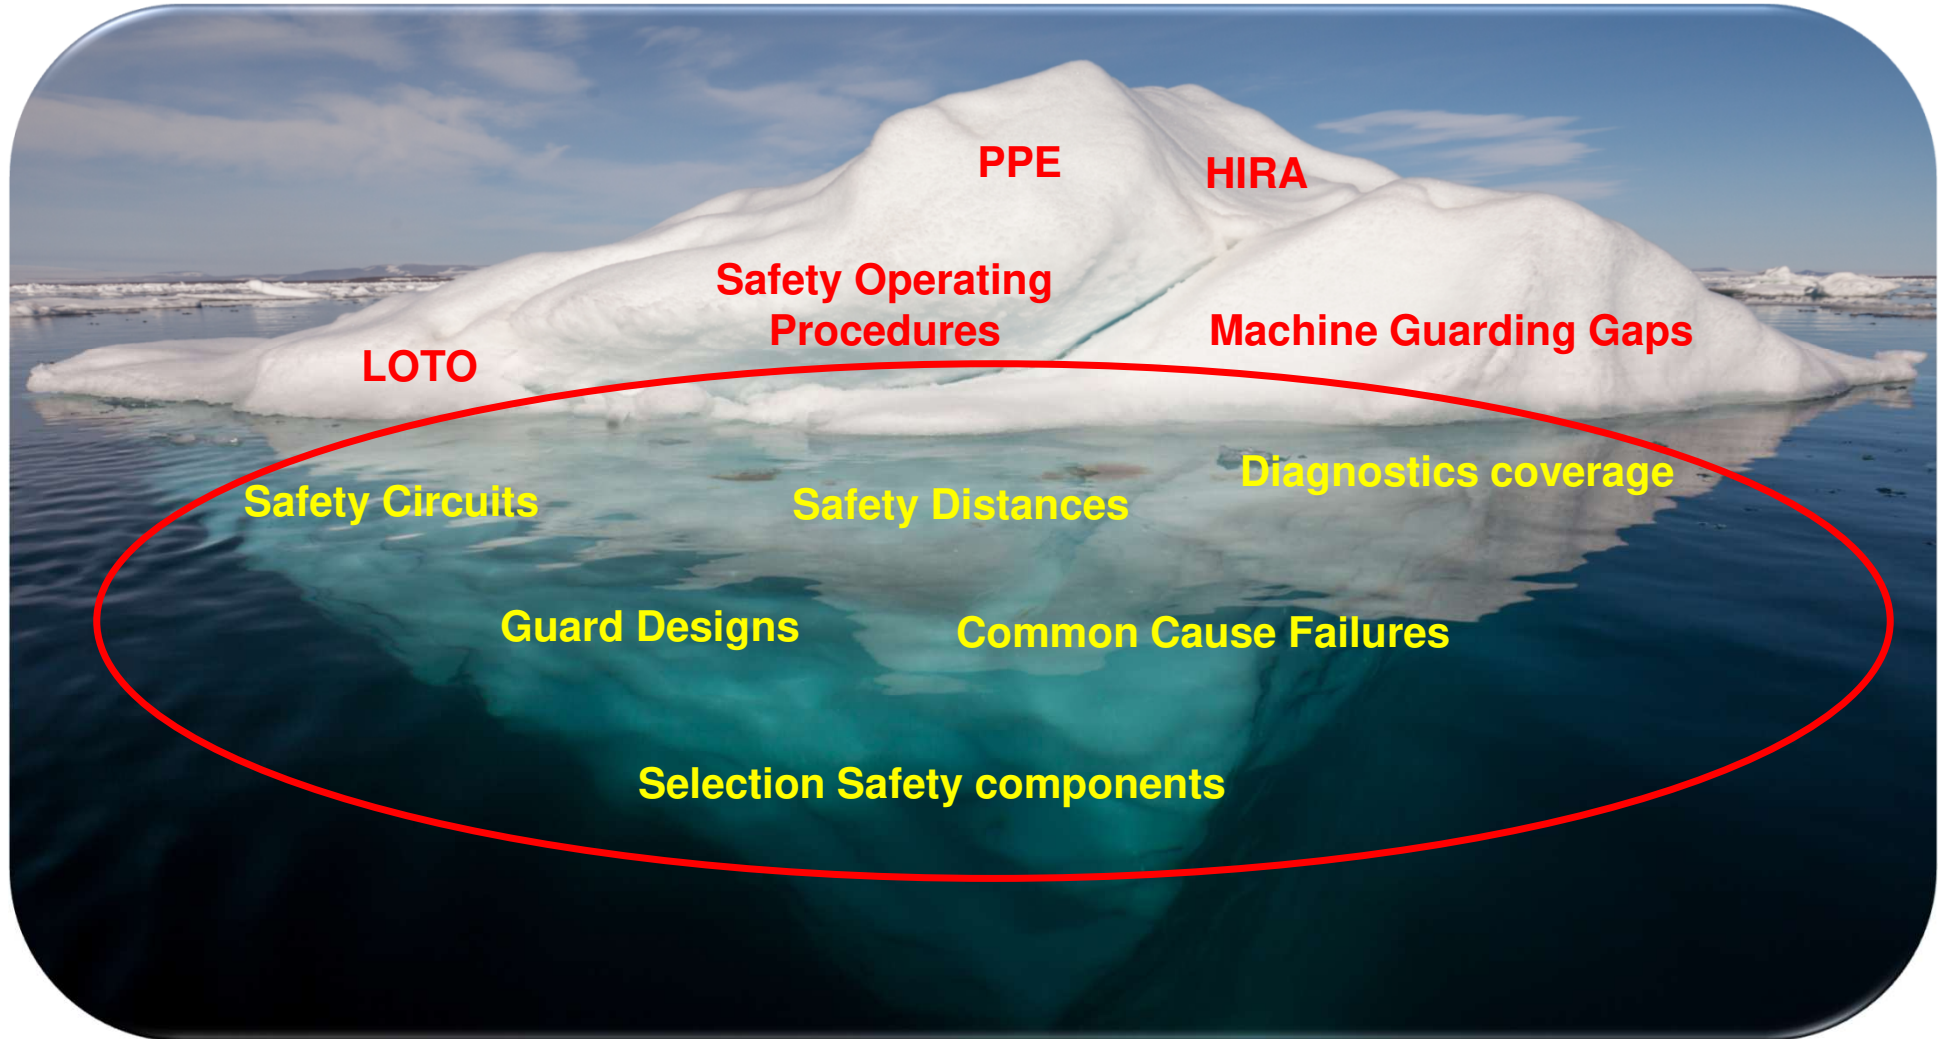 PPE
HIRA
Safety Operating
Procedures
Machine Guarding Gaps
LOTO
Diagnostics coverage
Safety Circuits
Safety Distances
Guard Designs
Common Cause Failures
Selection Safety components